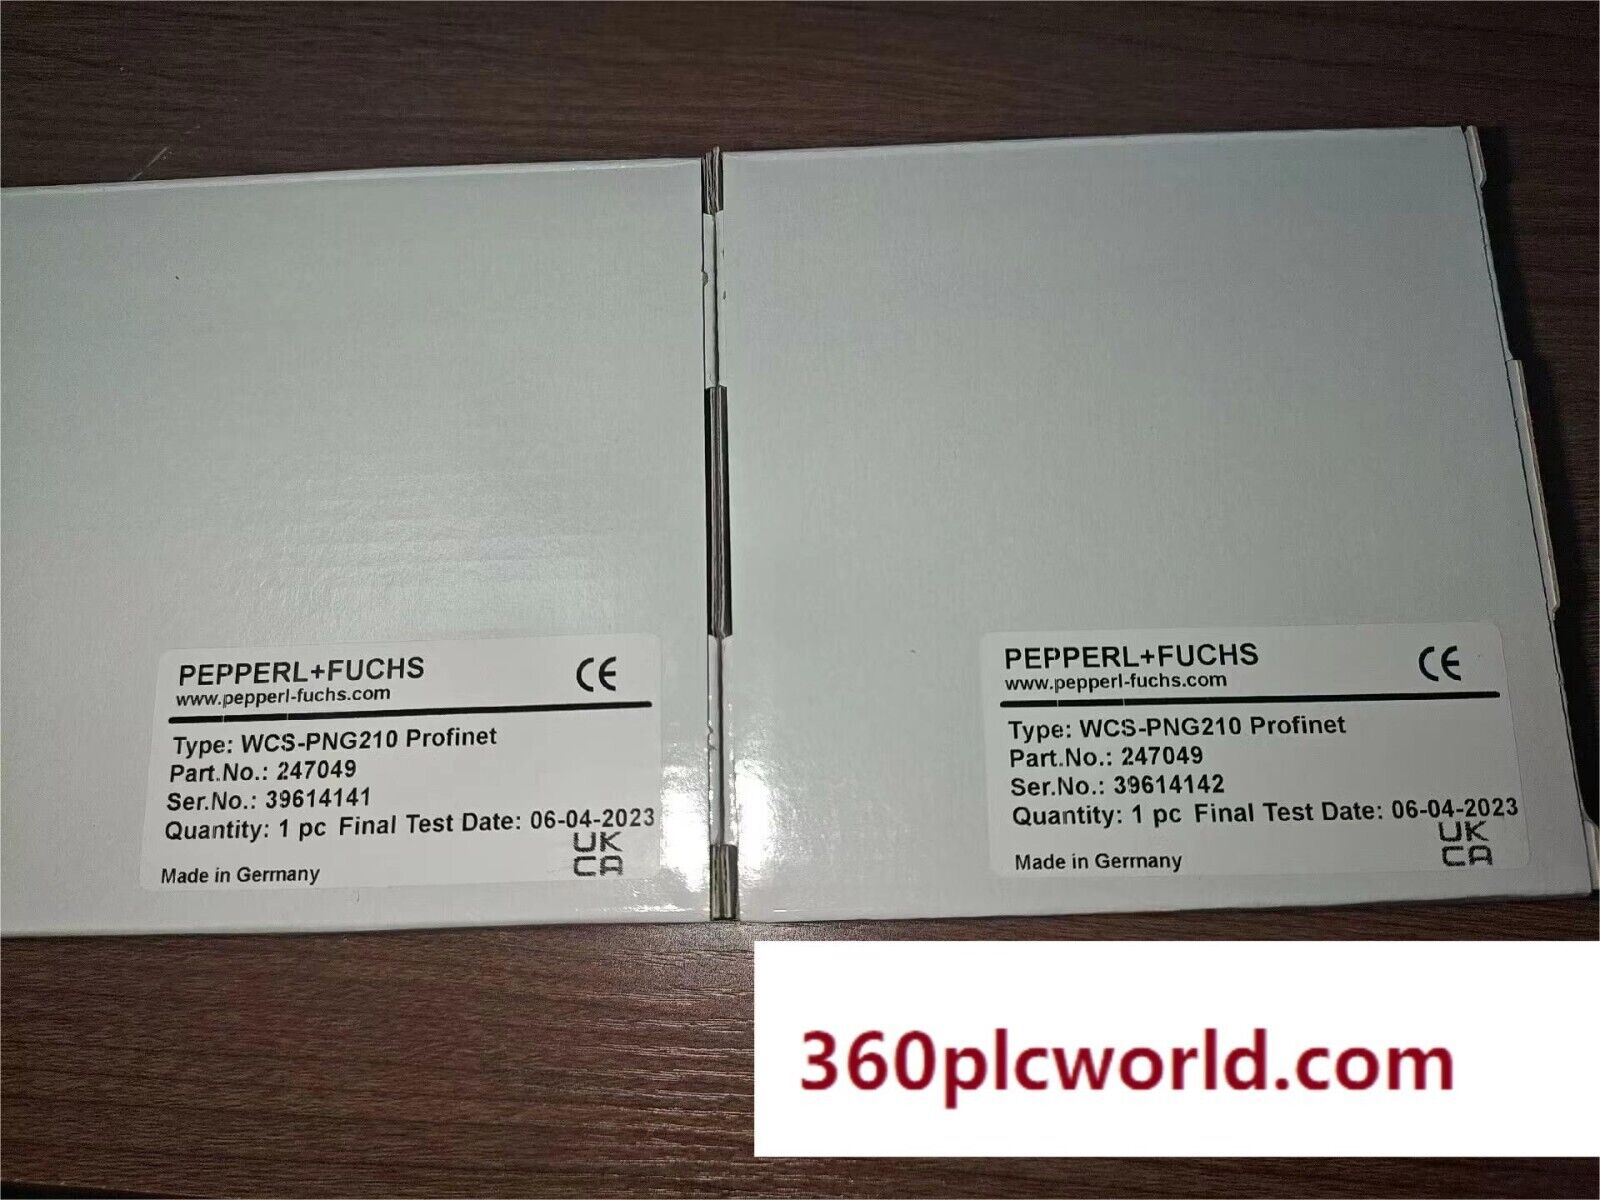 PEPPERL+FUCHS
www.pepperl-fuchs.com
CE
Type: WCS-PNG210 Profinet
Part.No.: 247049
Ser.No.: 39614141
Quantity: 1 pc Final Test Date: 06-04-2023
UK
CA
Made in Germany
PEPPERL+FUCHS
www.pepperl-fuchs.com
CE
Type: WCS-PNG210 Profinet
Part.No.: 247049
Ser.No.: 39614142
Quantity: 1 pc Final Test Date: 06-04-2023
UK
CA
Made in Germany
360plcworld.com